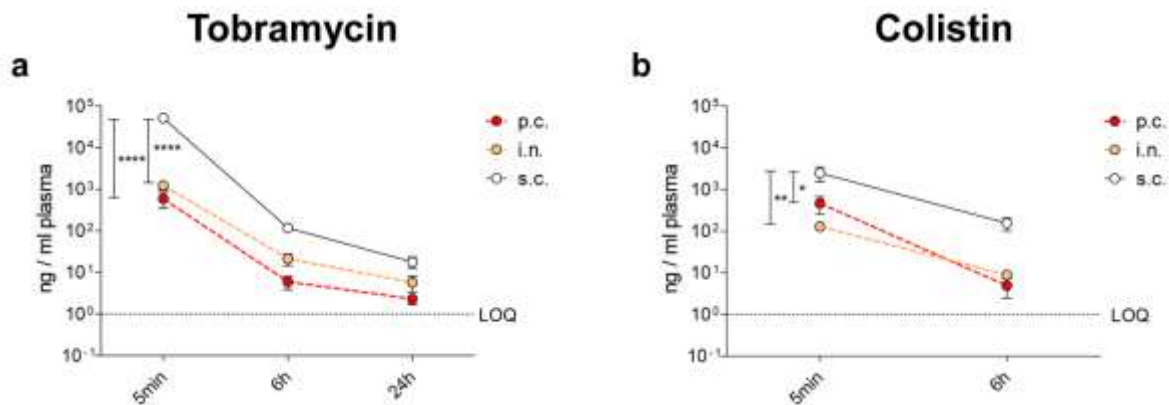 Tobramycin
a
10⁵
10⁴
10³
10²
10¹
10⁰
10⁻¹
ng / ml plasma
****
****
p.c.
i.n.
s.c.
LOQ
5min
6h
24h
Colistin
b
10⁵
10⁴
10³
10²
10¹
10⁰
10⁻¹
ng / ml plasma
**
*
p.c.
i.n.
s.c.
LOQ
5min
6h